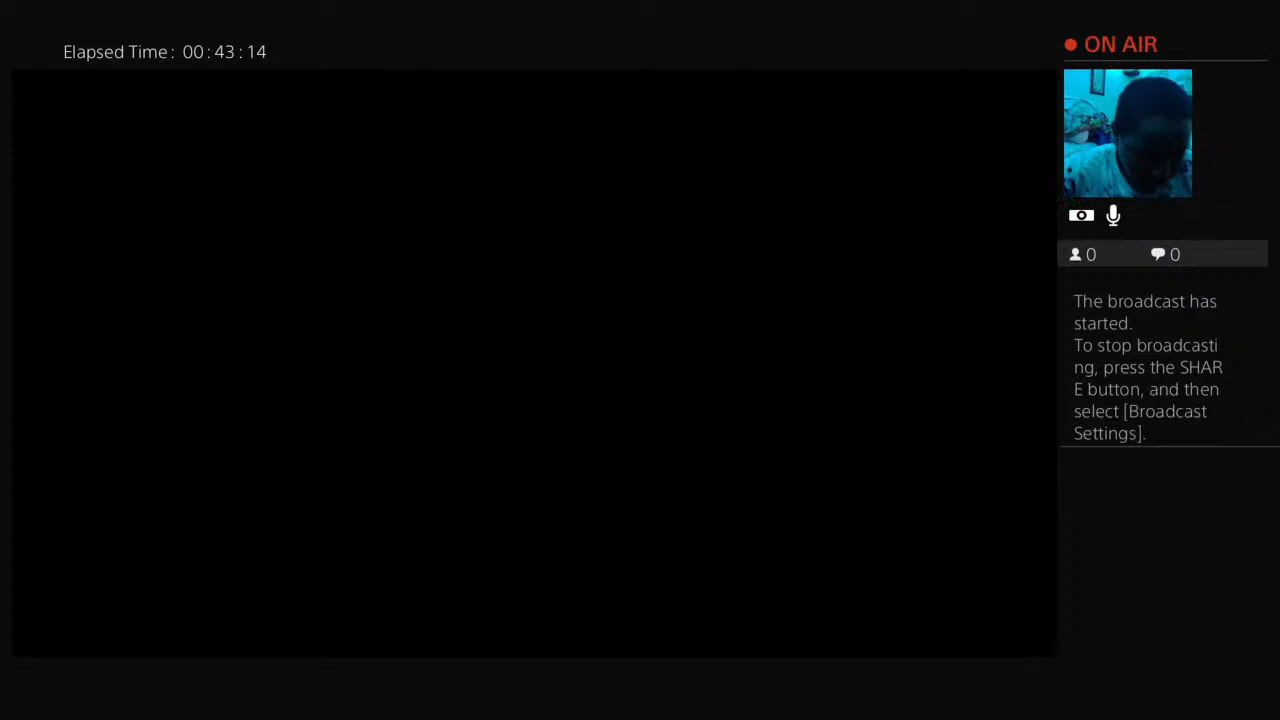 Elapsed Time: 00:43:14
ON AIR
0 0
The broadcast has
started.
To stop broadcasti
ng, press the SHAR
E button, and then
select [Broadcast
Settings].